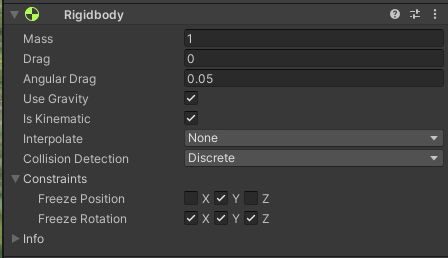 Rigidbody
Mass 1
Drag 0
Angular Drag 0.05
Use Gravity
Is Kinematic
Interpolate None
Collision Detection Discrete
Constraints
Freeze Position X Y Z
Freeze Rotation X Y Z
Info